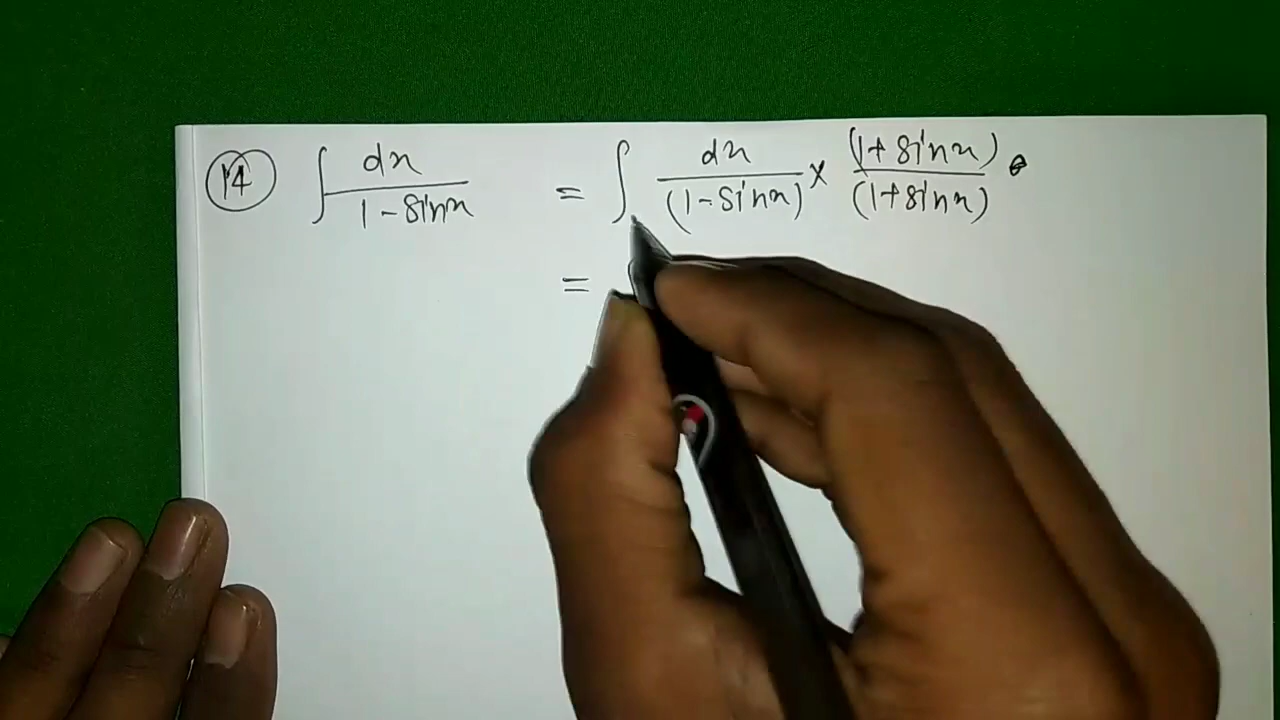 14 ∫ dx / 1 - sinx = ∫ dx / (1 - sinx) × (1 + sinx) / (1 + sinx)
=